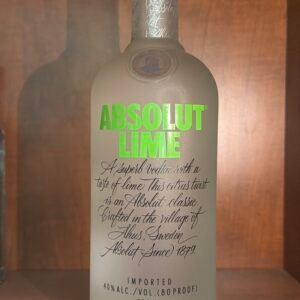 ABSOLUT
LIME
A superb vodka with a
taste of lime. This citrus twist
is an Absolut classic
Crafted in the village of
Åhus, Sweden.
Absolut Since 1879
IMPORTED
40% ALC./VOL. (80 PROOF)